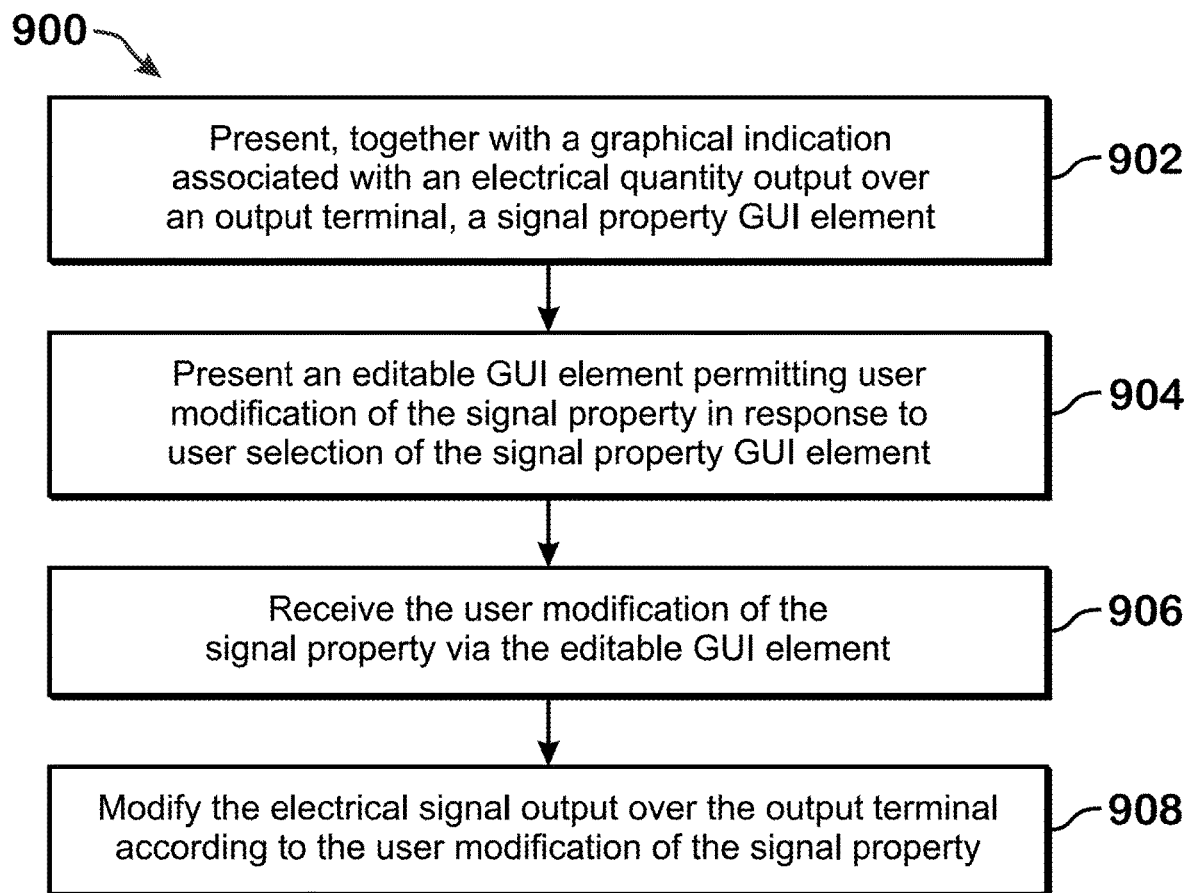 900
Present, together with a graphical indication
associated with an electrical quantity output over
an output terminal, a signal property GUI element
902
Present an editable GUI element permitting user
modification of the signal property in response to
user selection of the signal property GUI element
904
Receive the user modification of the
signal property via the editable GUI element
906
Modify the electrical signal output over the output terminal
according to the user modification of the signal property
908